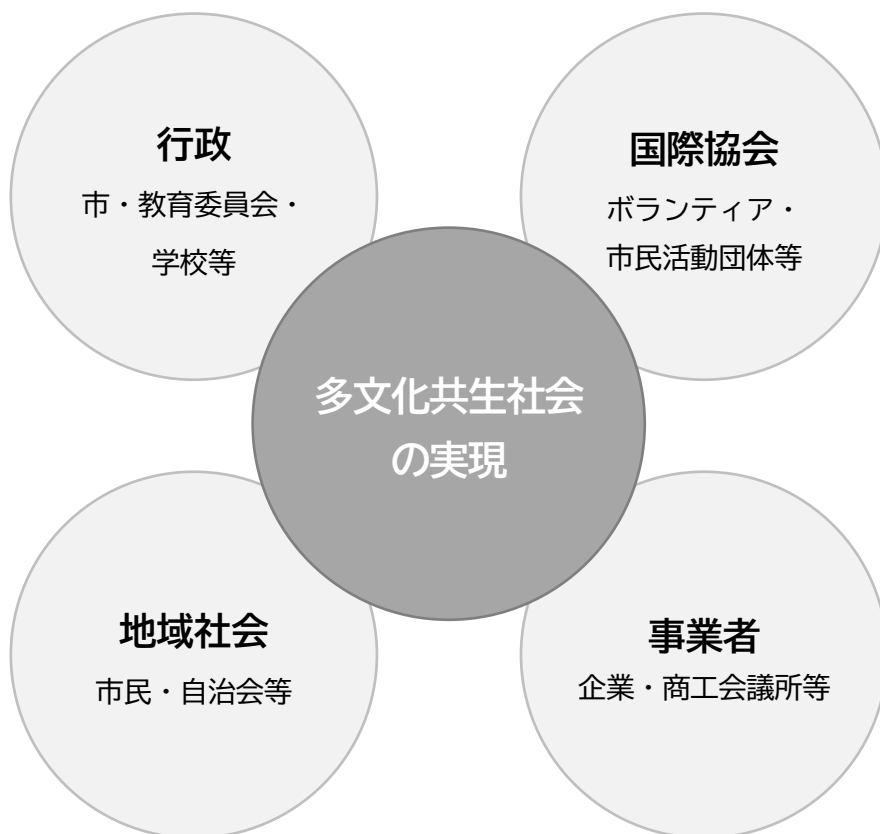 行政
市・教育委員会・
学校等
国際協会
ボランティア・
市民活動団体等
多文化共生社会
の実現
地域社会
市民・自治会等
事業者
企業・商工会議所等